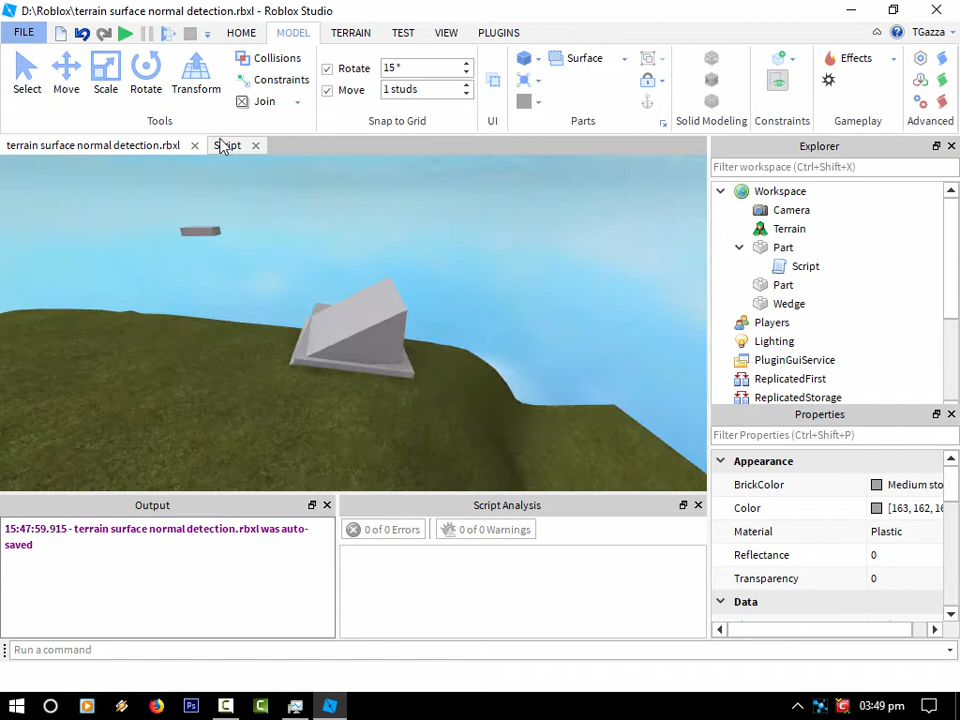 D:\Roblox\terrain surface normal detection.rbxl - Roblox Studio
FILE
HOME
MODEL
TERRAIN
TEST
VIEW
PLUGINS
TGazza
Select
Move
Scale
Rotate
Transform
Collisions
Constraints
Join
Tools
Rotate
15°
Move
1 studs
Snap to Grid
UI
Surface
Parts
Solid Modeling
Constraints
Effects
Gameplay
Advanced
terrain surface normal detection.rbxl
Explorer
Filter workspace (Ctrl+Shift+X)
Workspace
Camera
Terrain
Part
Script
Part
Wedge
Players
Lighting
PluginGuiService
ReplicatedFirst
ReplicatedStorage
Properties
Filter Properties (Ctrl+Shift+P)
Appearance
BrickColor
Medium sto
Color
[163, 162, 16
Material
Plastic
Reflectance
0
Transparency
0
Data
Output
15:47:59.915 - terrain surface normal detection.rbxl was auto-
saved
Script Analysis
0 of 0 Errors
0 of 0 Warnings
Run a command
03:49 pm